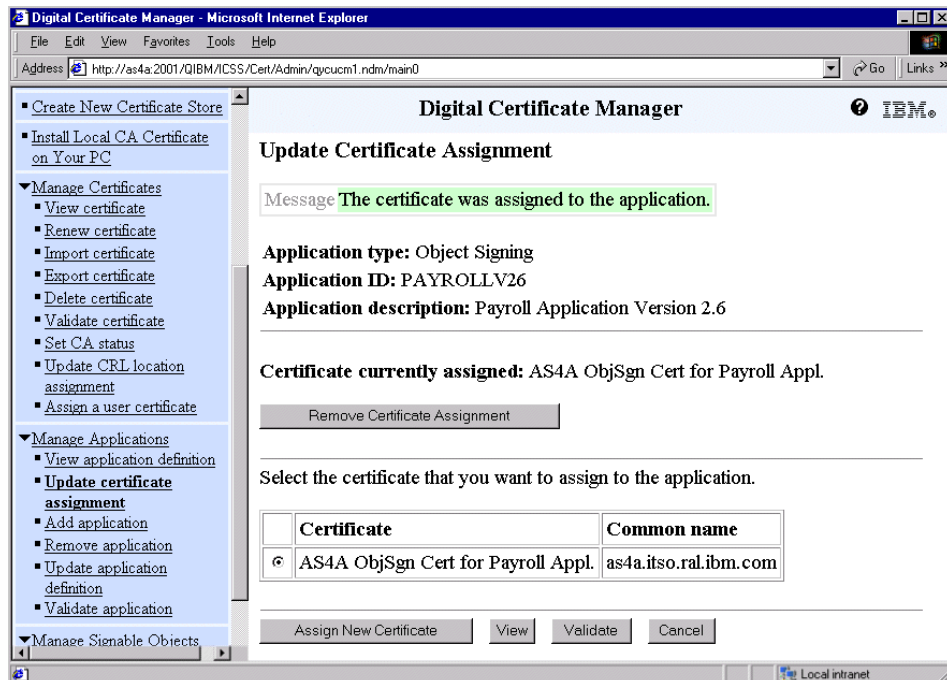 Digital Certificate Manager - Microsoft Internet Explorer
File Edit View Favorites Tools Help
Address http://as4a:2001/QIBM/ICSS/Cert/Admin/qycucm1.ndm/main0 Go Links »
Create New Certificate Store
Install Local CA Certificate
on Your PC
Manage Certificates
View certificate
Renew certificate
Import certificate
Export certificate
Delete certificate
Validate certificate
Set CA status
Update CRL location
assignment
Assign a user certificate
Manage Applications
View application definition
Update certificate
assignment
Add application
Remove application
Update application
definition
Validate application
Manage Signable Objects
Digital Certificate Manager
? IBM®
Update Certificate Assignment
Message The certificate was assigned to the application.
Application type: Object Signing
Application ID: PAYROLLV26
Application description: Payroll Application Version 2.6
Certificate currently assigned: AS4A ObjSgn Cert for Payroll Appl.
Remove Certificate Assignment
Select the certificate that you want to assign to the application.
Certificate Common name
AS4A ObjSgn Cert for Payroll Appl. as4a.itso.ral.ibm.com
Assign New Certificate View Validate Cancel
Local intranet